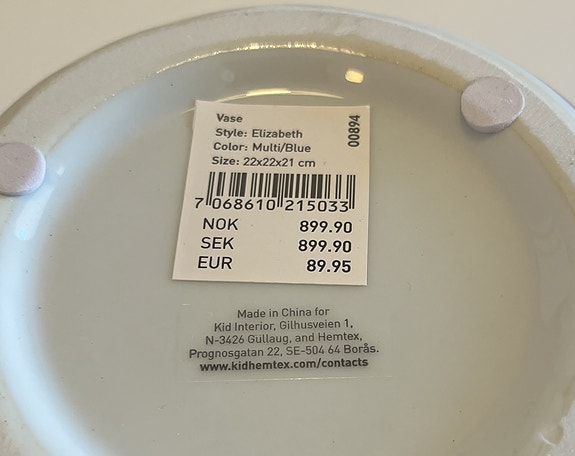 Vase
00894
Style: Elizabeth
Color: Multi/Blue
Size: 22x22x21 cm
7 068610 215033
NOK 899.90
SEK 899.90
EUR 89.95
Made in China for
Kid Interior, Gilhusveien 1,
N-3426 Gullaug, and Hemtex,
Prognosgatan 22, SE-504 64 Borås.
www.kidhemtex.com/contacts